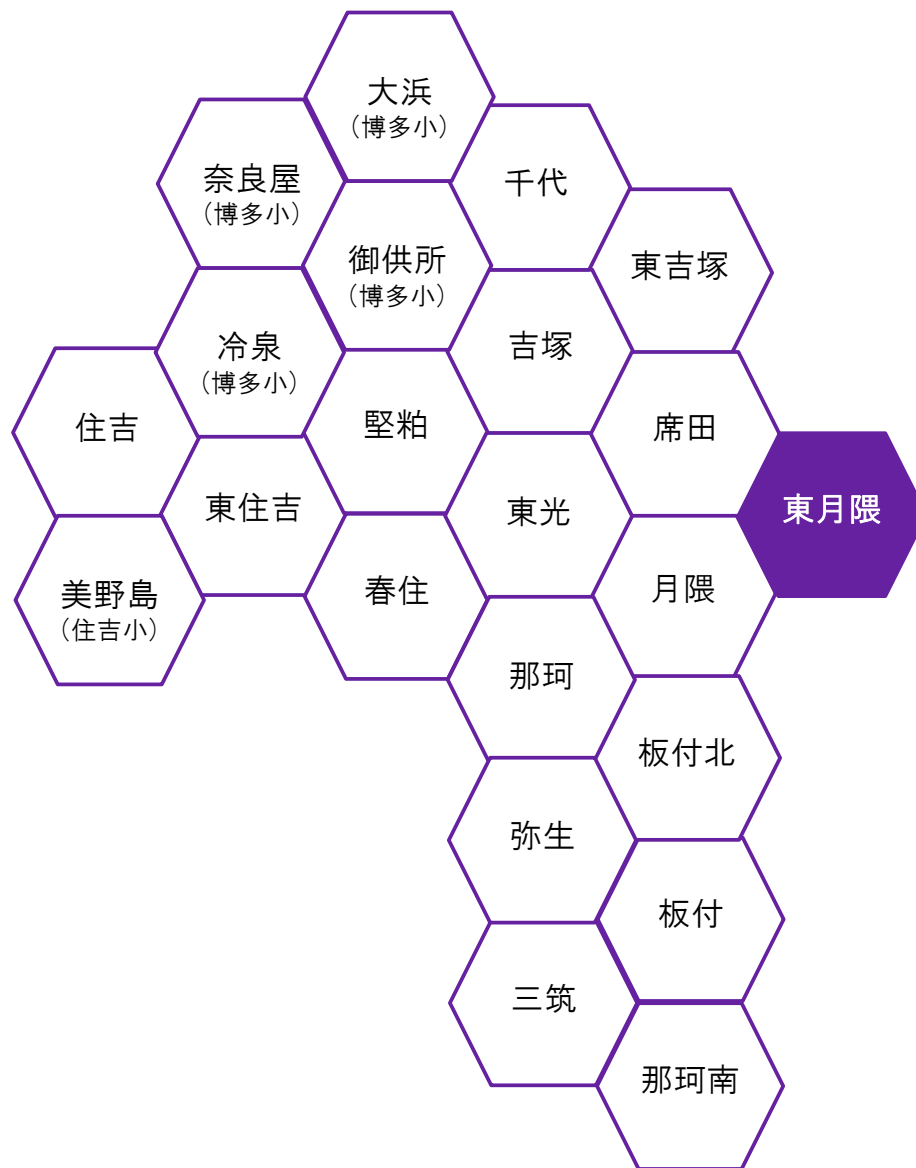 大浜
（博多小）
奈良屋
（博多小）
千代
御供所
（博多小）
東吉塚
冷泉
（博多小）
吉塚
住吉
堅粕
席田
東住吉
東光
東月隈
美野島
（住吉小）
春住
月隈
那珂
板付北
弥生
板付
三筑
那珂南